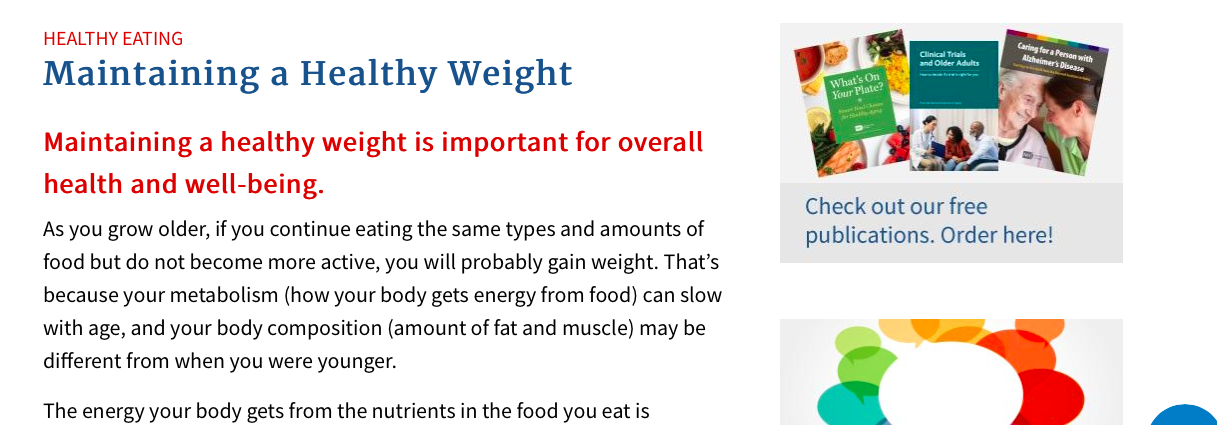 HEALTHY EATING
Maintaining a Healthy Weight
Maintaining a healthy weight is important for overall
health and well-being.
As you grow older, if you continue eating the same types and amounts of
food but do not become more active, you will probably gain weight. That’s
because your metabolism (how your body gets energy from food) can slow
with age, and your body composition (amount of fat and muscle) may be
different from when you were younger.
The energy your body gets from the nutrients in the food you eat is
What's On
Your Plate?
Smart Food Choices
for Healthy Aging
Clinical Trials
and Older Adults
Caring for a Person with
Alzheimer's Disease
Check out our free
publications. Order here!